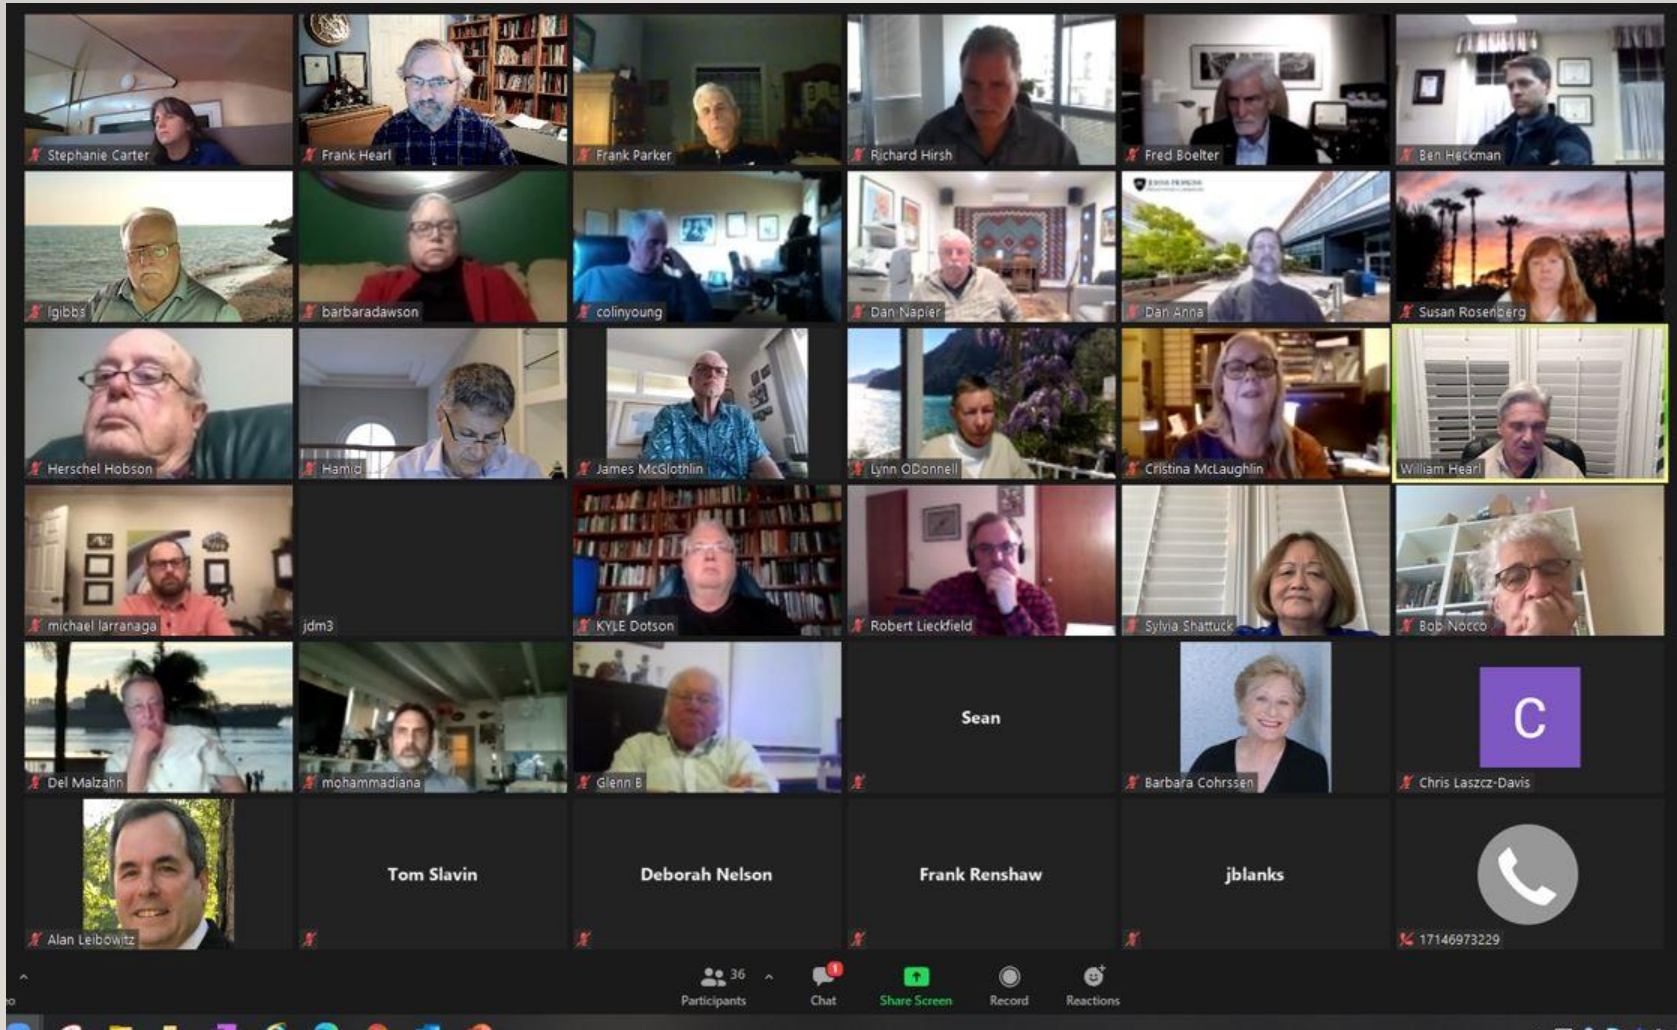 Stephanie Carter
Frank Hearl
Frank Parker
Richard Hirsh
Fred Boelter
Ben Heckman
lgibbs
barbaradawson
colinyoung
Dan Napier
JOHNS HOPKINS
Dan Anna
Susan Rosenberg
Herschel Hobson
Hamid
James McGlothlin
Lynn ODonnell
Cristina McLaughlin
William Hearl
michael larranaga
jdm3
KYLE Dotson
Robert Lieckfield
Sylvia Shattuck
Bob Nocco
Del Malzahn
mohammadiana
Glenn B
Sean
Barbara Cohrssen
C
Chris Laszcz-Davis
Alan Leibowitz
Tom Slavin
Deborah Nelson
Frank Renshaw
jblanks
17146973229
36
1
Participants
Chat
Share Screen
Record
Reactions